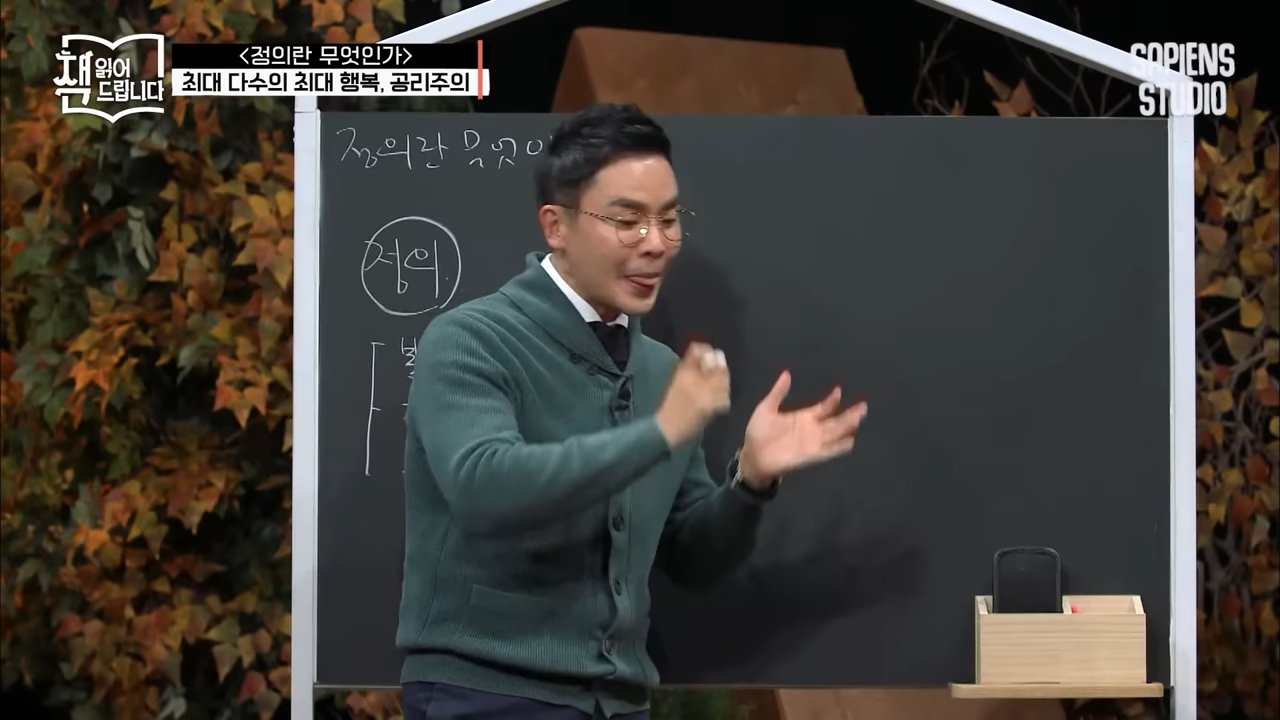 책 읽어
드립니다
<정의란 무엇인가>
최대 다수의 최대 행복, 공리주의
SAPIENS
STUDIO
정의란 무엇이
정의